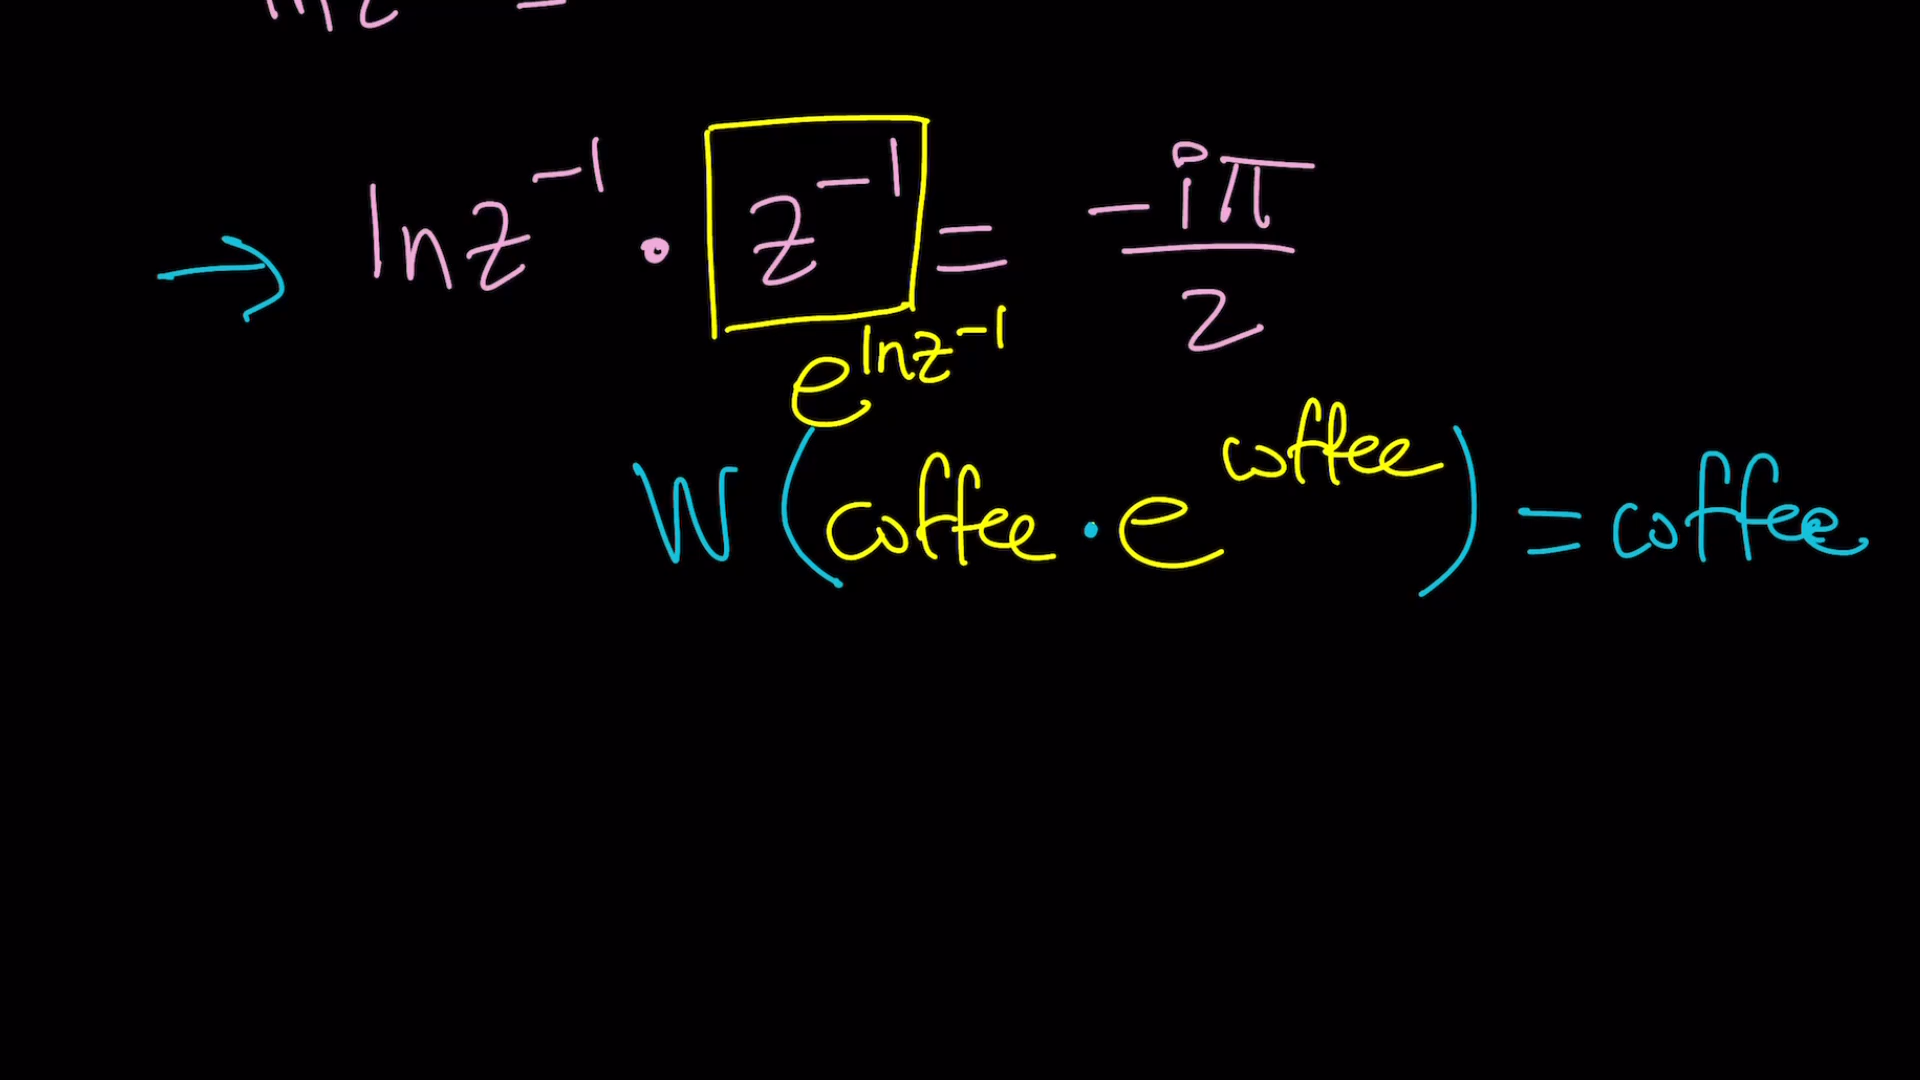 → ln z⁻¹ · z⁻¹ = -iπ/2
e^(ln z⁻¹)
W(coffee · e^coffee) = coffee